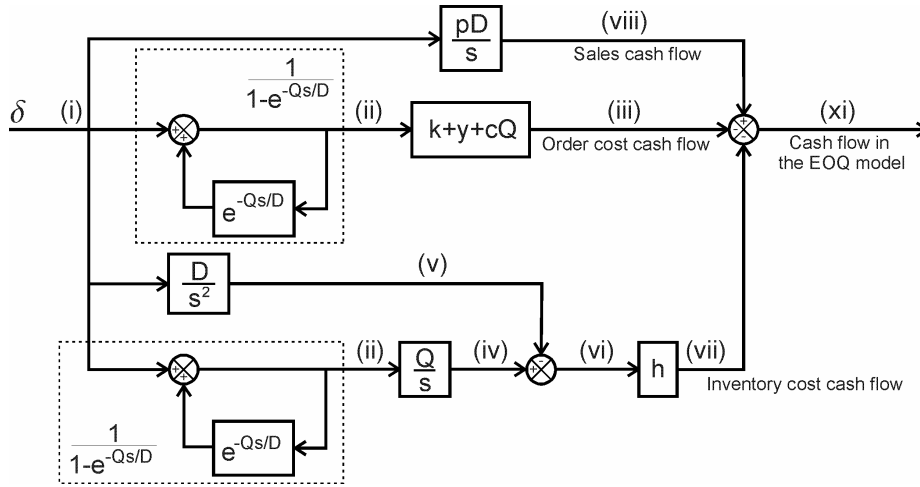 (viii)
pD
s
Sales cash flow
1
1-e^-Qs/D
δ
(i)
+
+
(ii)
k+y+cQ
(iii)
Order cost cash flow
+
-
-
(xi)
Cash flow in
the EOQ model
e^-Qs/D
D
s²
(v)
+
+
(ii)
Q
s
(iv)
-
+
(vi)
h
(vii)
Inventory cost cash flow
1
1-e^-Qs/D
e^-Qs/D